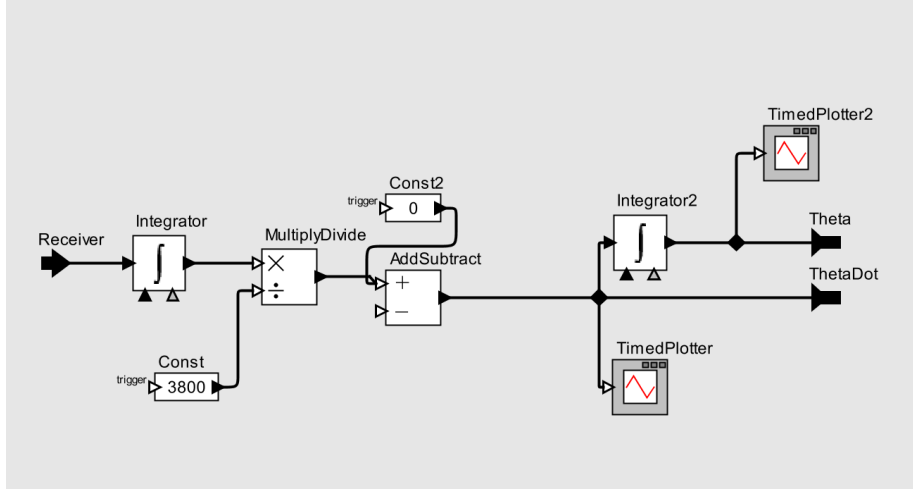 TimedPlotter2
Const2
trigger
0
Integrator
Integrator2
Receiver
MultiplyDivide
Theta
∫
∫
×
÷
AddSubtract
+
−
ThetaDot
Const
trigger
3800
TimedPlotter